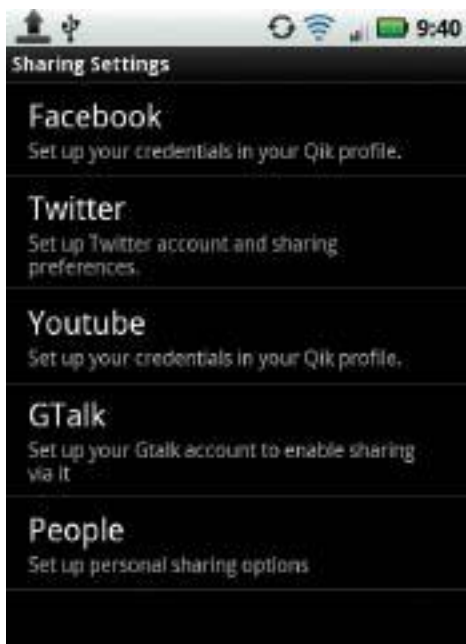 9:40
Sharing Settings
Facebook
Set up your credentials in your Qik profile.
Twitter
Set up Twitter account and sharing
preferences.
Youtube
Set up your credentials in your Qik profile.
GTalk
Set up your Gtalk account to enable sharing
via it
People
Set up personal sharing options